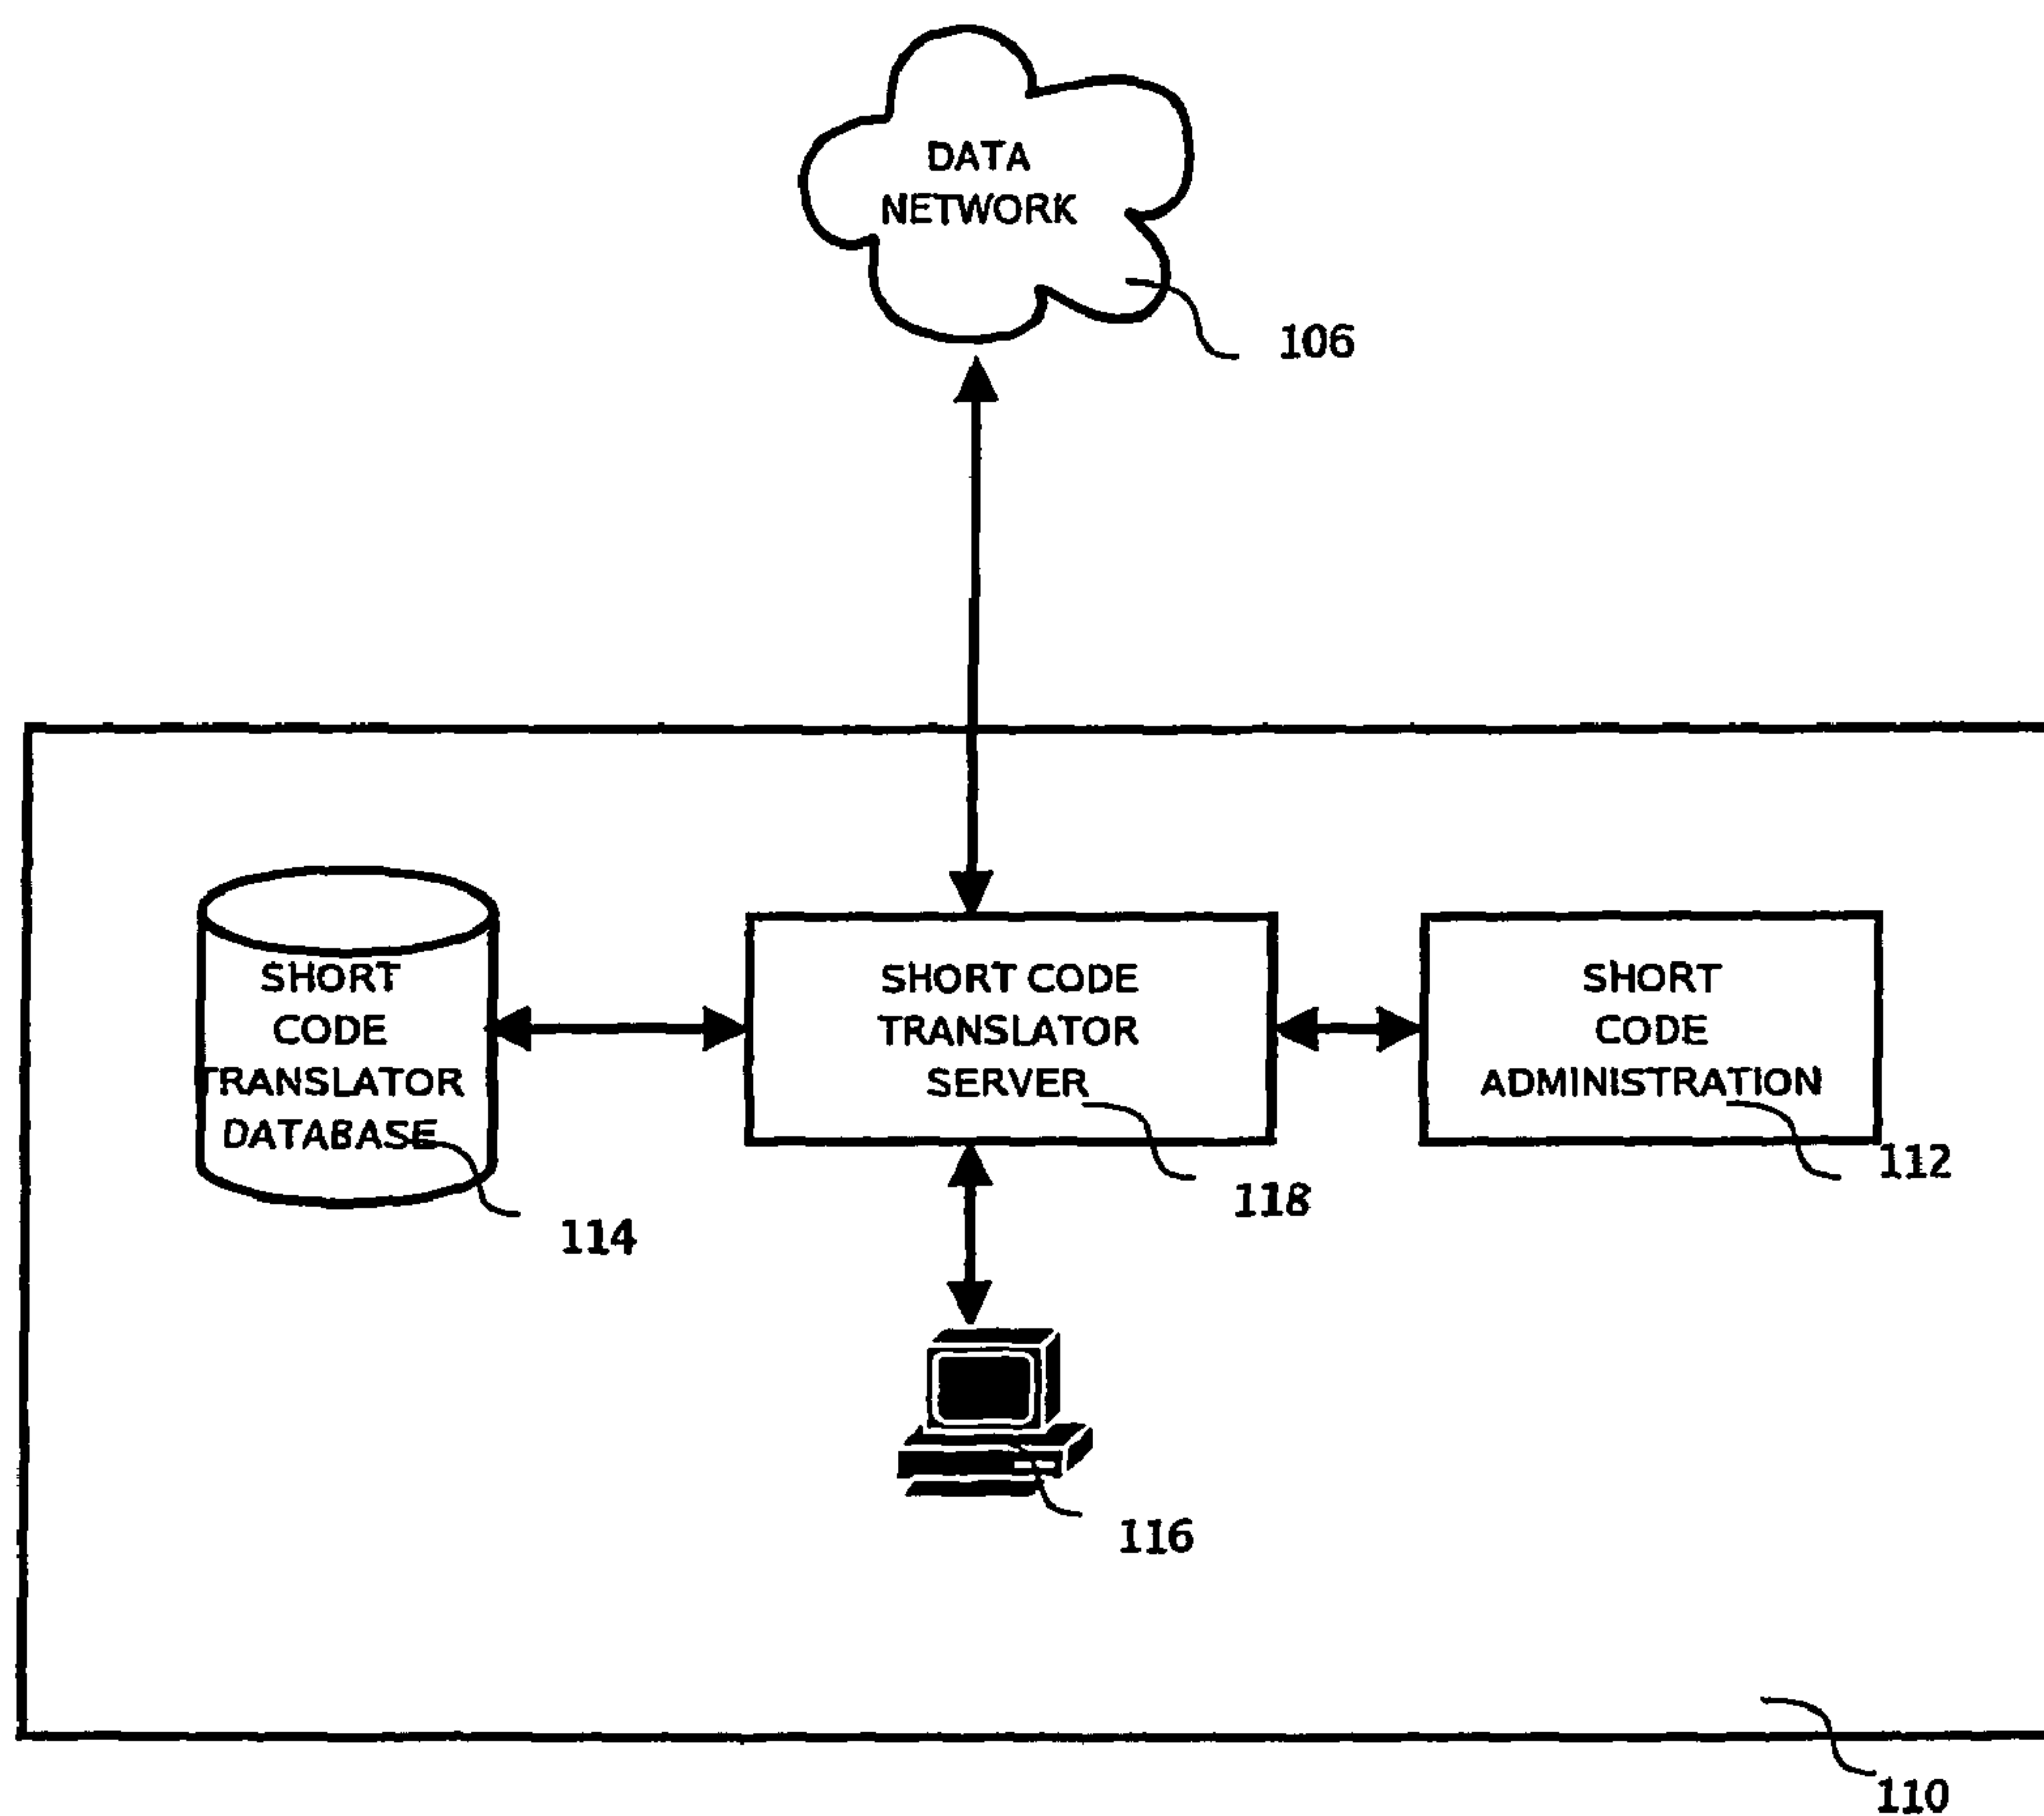 DATA
NETWORK
106
SHORT
CODE
TRANSLATOR
DATABASE
114
SHORT CODE
TRANSLATOR
SERVER
118
SHORT
CODE
ADMINISTRATION
112
116
110